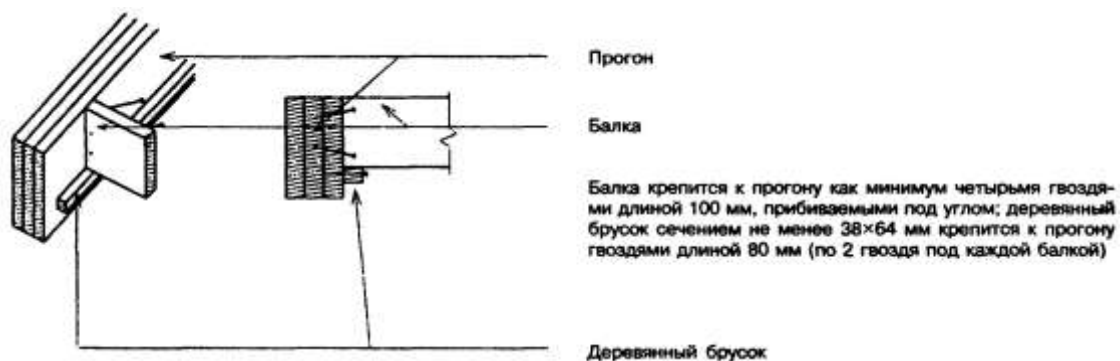 Прогон
Балка
Балка крепится к прогону как минимум четырьмя гвоздя-
ми длиной 100 мм, прибиваемыми под углом; деревянный
брусок сечением не менее 38×64 мм крепится к прогону
гвоздями длиной 80 мм (по 2 гвоздя под каждой балкой)
Деревянный брусок